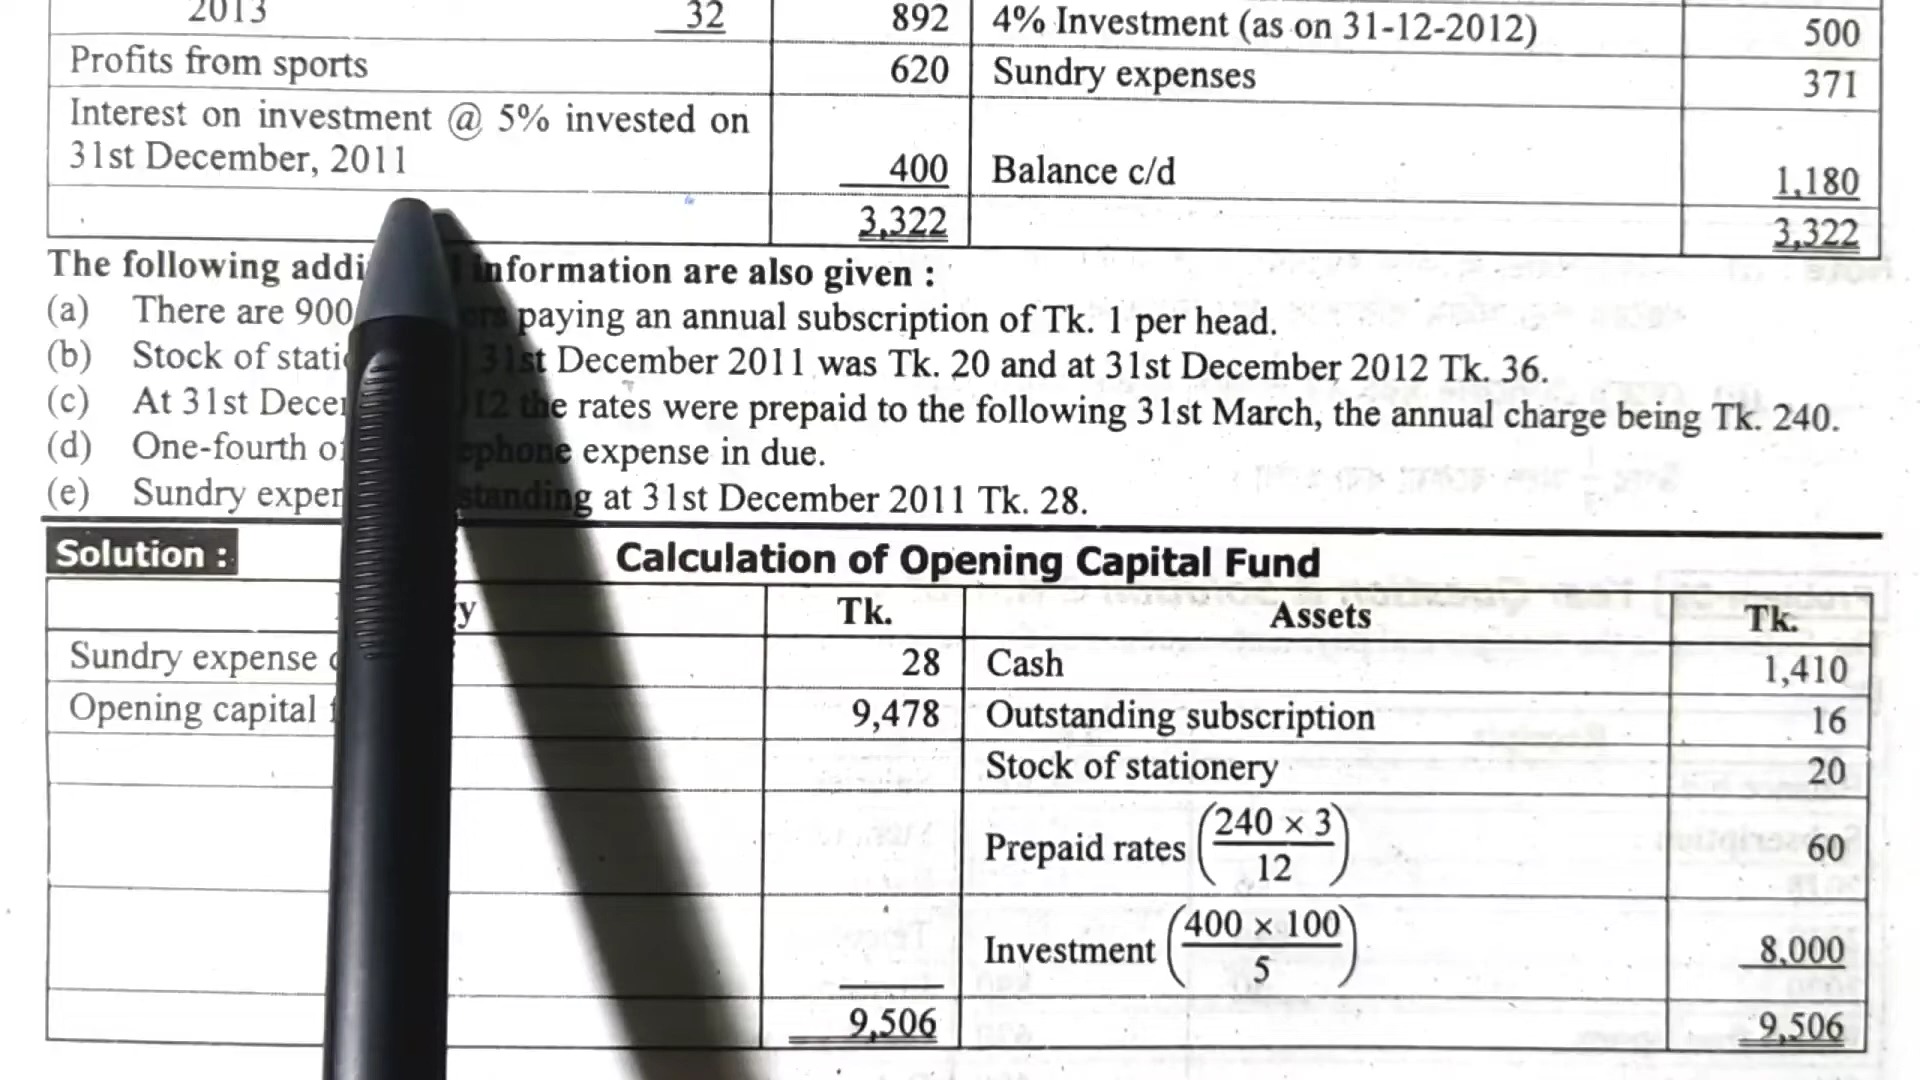 2013 32 892 4% Investment (as on 31-12-2012) 500
Profits from sports 620 Sundry expenses 371
Interest on investment @ 5% invested on
31st December, 2011 400 Balance c/d 1,180
3,322 3,322
The following addi nformation are also given :
(a) There are 900 ers paying an annual subscription of Tk. 1 per head.
(b) Stock of stati 31st December 2011 was Tk. 20 and at 31st December 2012 Tk. 36.
(c) At 31st Decem 12 the rates were prepaid to the following 31st March, the annual charge being Tk. 240.
(d) One-fourth of ephone expense in due.
(e) Sundry exper standing at 31st December 2011 Tk. 28.
Solution : Calculation of Opening Capital Fund
y Tk. Assets Tk.
Sundry expense 28 Cash 1,410
Opening capital 9,478 Outstanding subscription 16
Stock of stationery 20
Prepaid rates (240 × 3 / 12) 60
Investment (400 × 100 / 5) 8,000
9,506 9,506